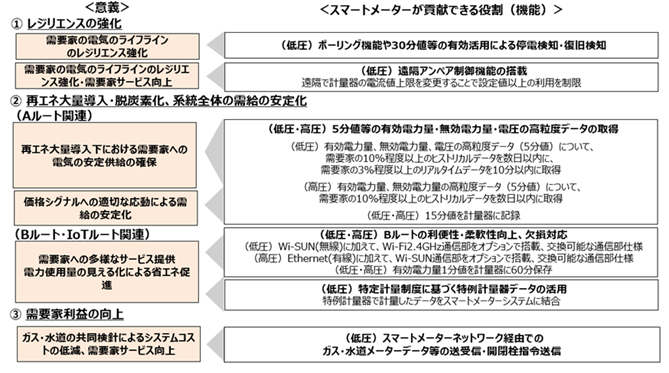 <意義>
<スマートメーターが貢献できる役割（機能）>
① レジリエンスの強化
需要家の電気のライフライン
のレジリエンス強化
（低圧）ポーリング機能や30分値等の有効活用による停電検知・復旧検知
需要家の電気のライフラインのレジリエ
ンス強化・需要家サービス向上
（低圧）遠隔アンペア制御機能の搭載
遠隔で計量器の電流値上限を変更することで設定値以上の利用を制限
② 再エネ大量導入・脱炭素化、系統全体の需給の安定化
（Aルート関連）
再エネ大量導入下における需要家への
電気の安定供給の確保
価格シグナルへの適切な応動による需
給の安定化
（低圧・高圧）5分値等の有効電力量・無効電力量・電圧の高粒度データの取得
（低圧）有効電力量、無効電力量、電圧の高粒度データ（5分値）について、
需要家の10%程度以上のヒストリカルデータを数日以内に、
需要家の3%程度以上のリアルタイムデータを10分以内に取得
（高圧）有効電力量、無効電力量の高粒度データ（5分値）について、
需要家の10%程度以上のヒストリカルデータを数日以内に取得
（低圧・高圧）15分値を計量器に記録
（Bルート・IoTルート関連）
需要家への多様なサービス提供
電力使用量の見える化による省エネ促
進
（低圧・高圧）Bルートの利便性・柔軟性向上、欠損対応
（低圧）Wi-SUN(無線)に加えて、Wi-Fi2.4GHz通信部をオプションで搭載、交換可能な通信部仕様
（高圧）Ethernet(有線)に加えて、Wi-SUN通信部をオプションで搭載、交換可能な通信部仕様
（低圧・高圧）有効電力量1分値を計量器に60分保存
（低圧）特定計量制度に基づく特例計量器データの活用
特例計量器で計量したデータをスマートメーターシステムに結合
③ 需要家利益の向上
ガス・水道の共同検針によるシステムコス
トの低減、需要家サービス向上
（低圧）スマートメーターネットワーク経由での
ガス・水道メーターデータ等の送受信・開閉栓指令送信